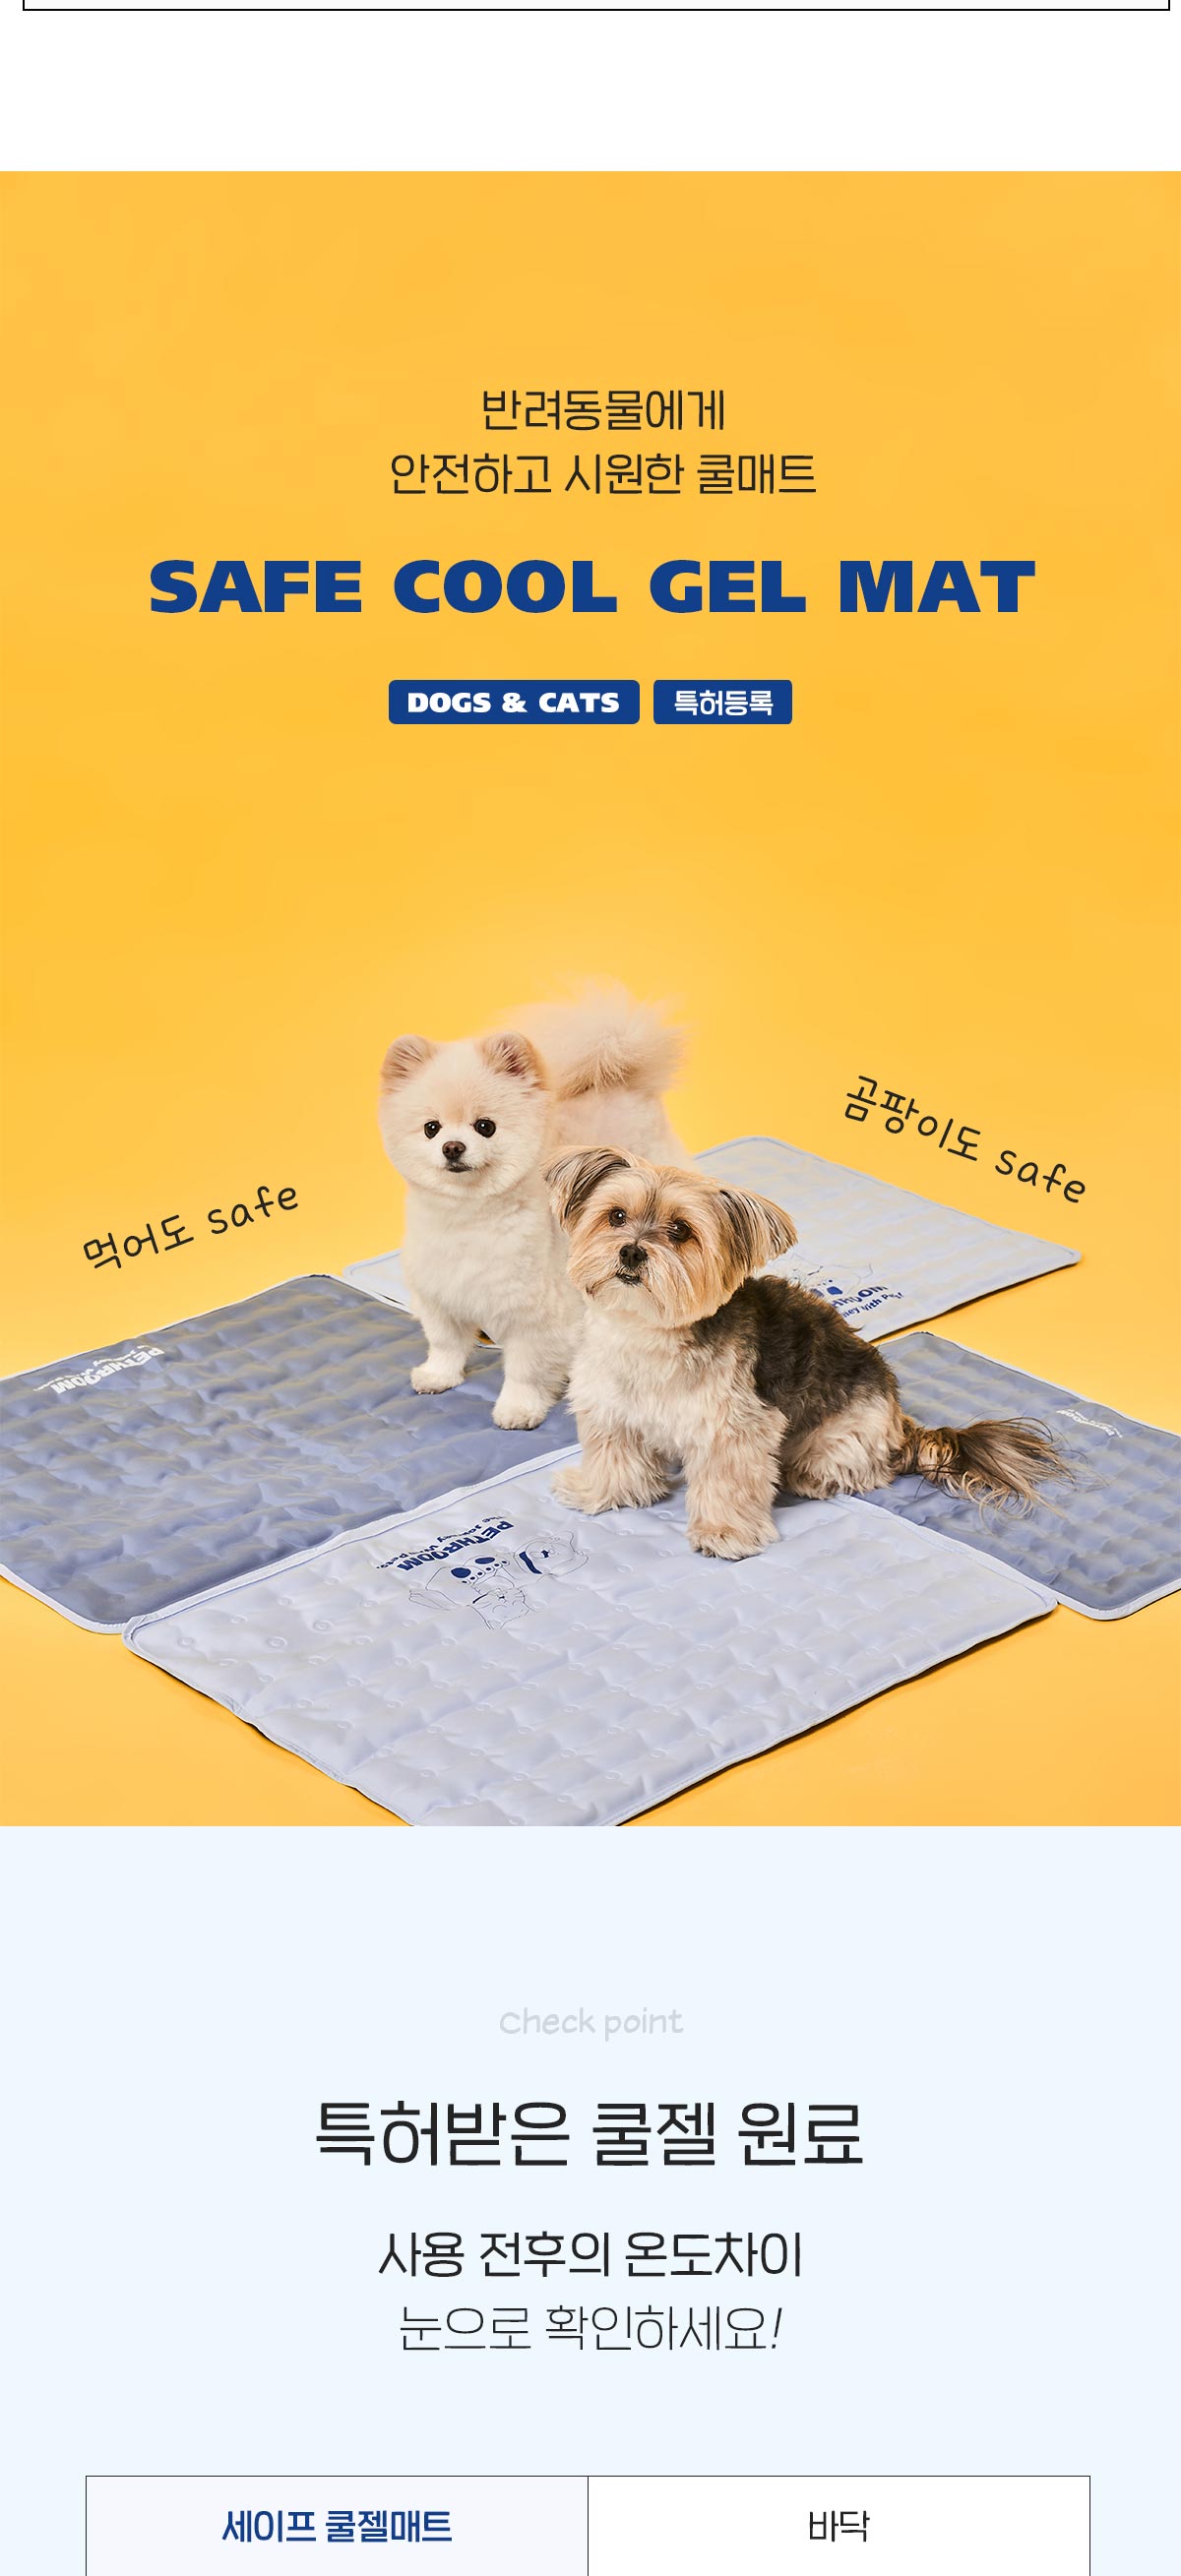 반려동물에게
안전하고 시원한 쿨매트
SAFE COOL GEL MAT
DOGS & CATS
특허등록
곰팡이도 safe
먹어도 safe
PETHROOM
PETHROOM
Check point
특허받은 쿨젤 원료
사용 전후의 온도차이
눈으로 확인하세요!
세이프 쿨젤매트
바닥